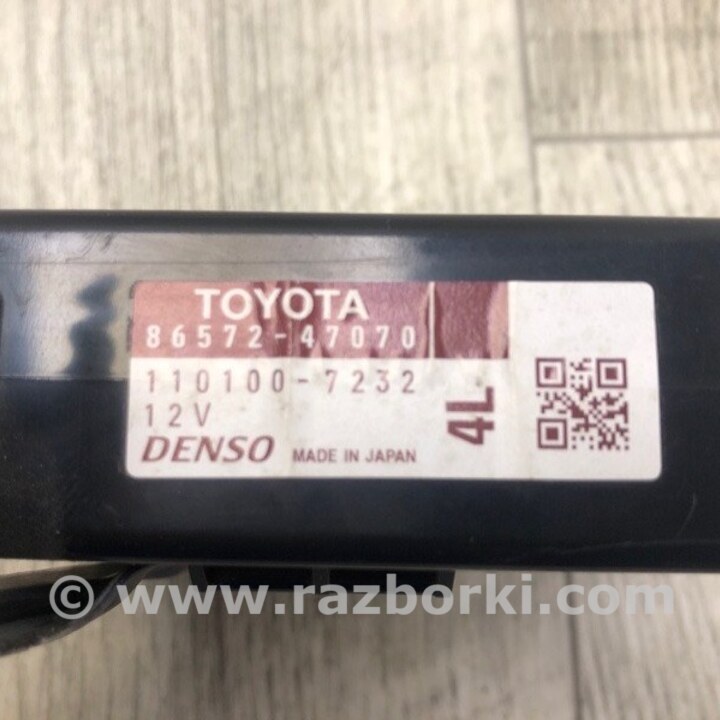 TOYOTA
86572-47070
110100-7232
12V
4L
DENSO MADE IN JAPAN
© www.razborki.com